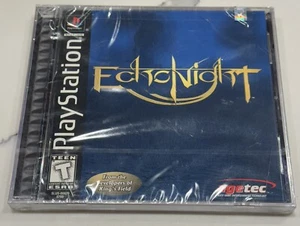 PlayStation
EchoNight
TEEN
ESRB
From the
developers of
King's Field
agetec